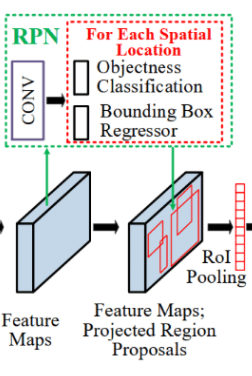 RPN
For Each Spatial
Location
CONV
Objectness
Classification
Bounding Box
Regressor
RoI
Pooling
Feature
Maps
Feature Maps;
Projected Region
Proposals